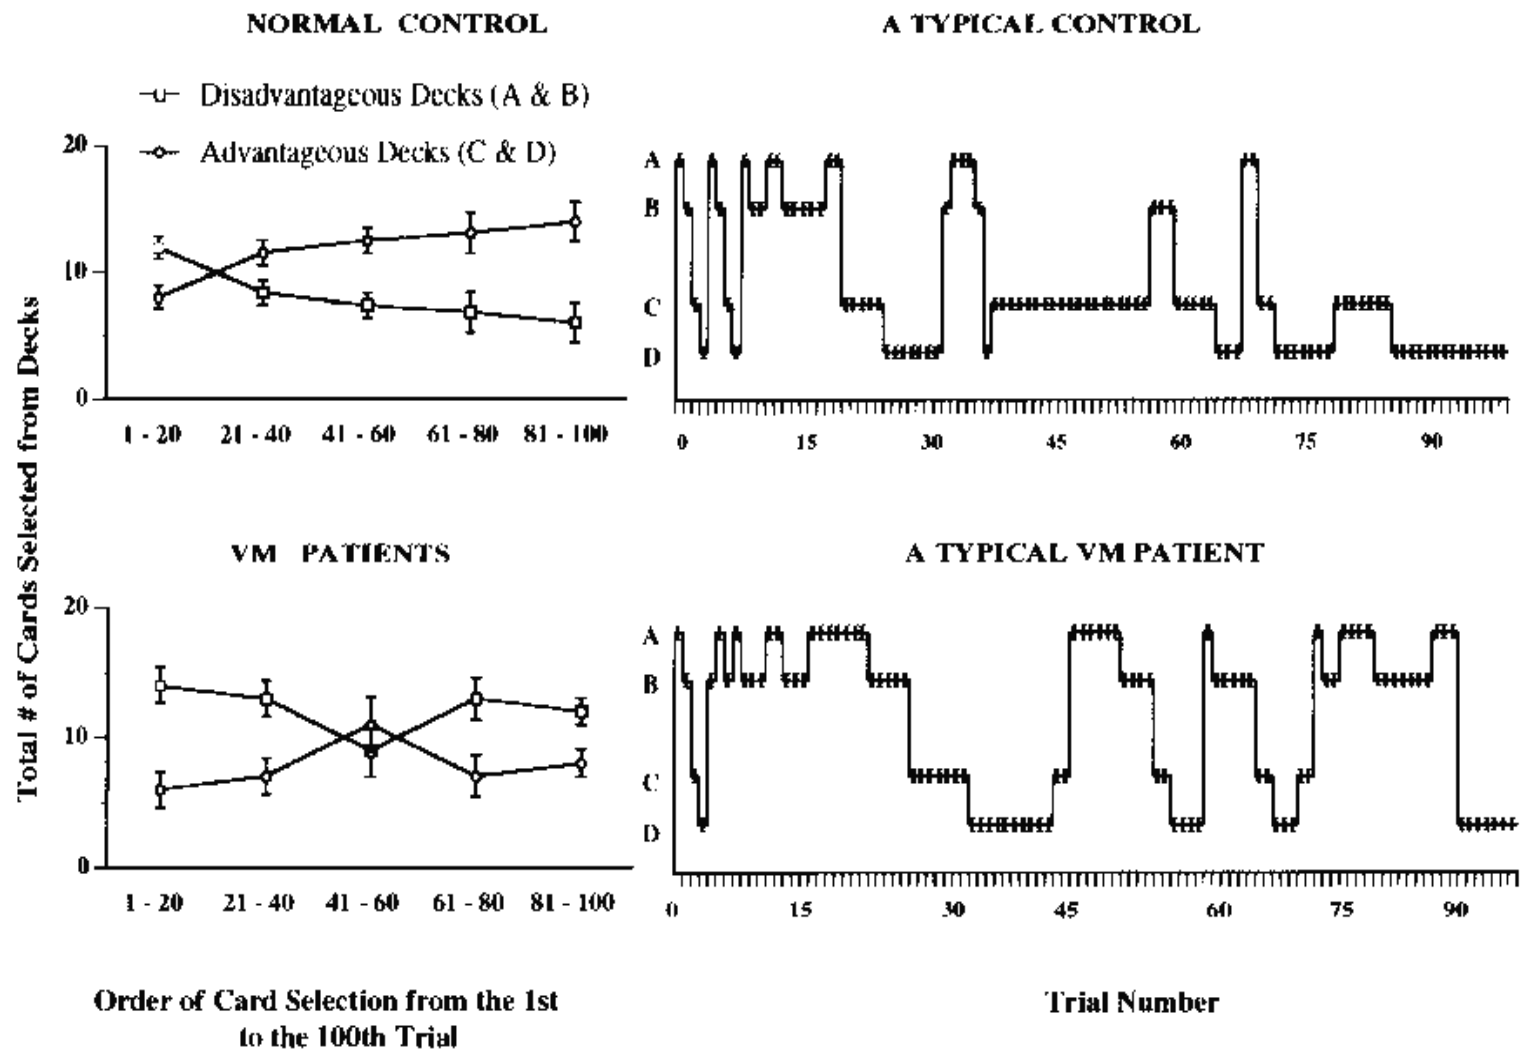 NORMAL CONTROL
Disadvantageous Decks (A & B)
Advantageous Decks (C & D)
20
10
0
1 - 20 21 - 40 41 - 60 61 - 80 81 - 100
A TYPICAL CONTROL
A
B
C
D
0 15 30 45 60 75 90
Total # of Cards Selected from Decks
VM PATIENTS
20
10
0
1 - 20 21 - 40 41 - 60 61 - 80 81 - 100
Order of Card Selection from the 1st
to the 100th Trial
A TYPICAL VM PATIENT
A
B
C
D
0 15 30 45 60 75 90
Trial Number